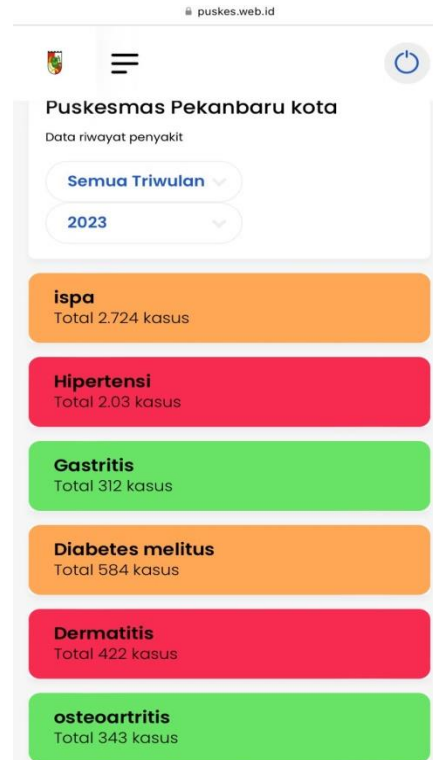 puskes.web.id
Puskesmas Pekanbaru kota
Data riwayat penyakit
Semua Triwulan
2023
ispa
Total 2.724 kasus
Hipertensi
Total 2.03 kasus
Gastritis
Total 312 kasus
Diabetes melitus
Total 584 kasus
Dermatitis
Total 422 kasus
osteoartritis
Total 343 kasus